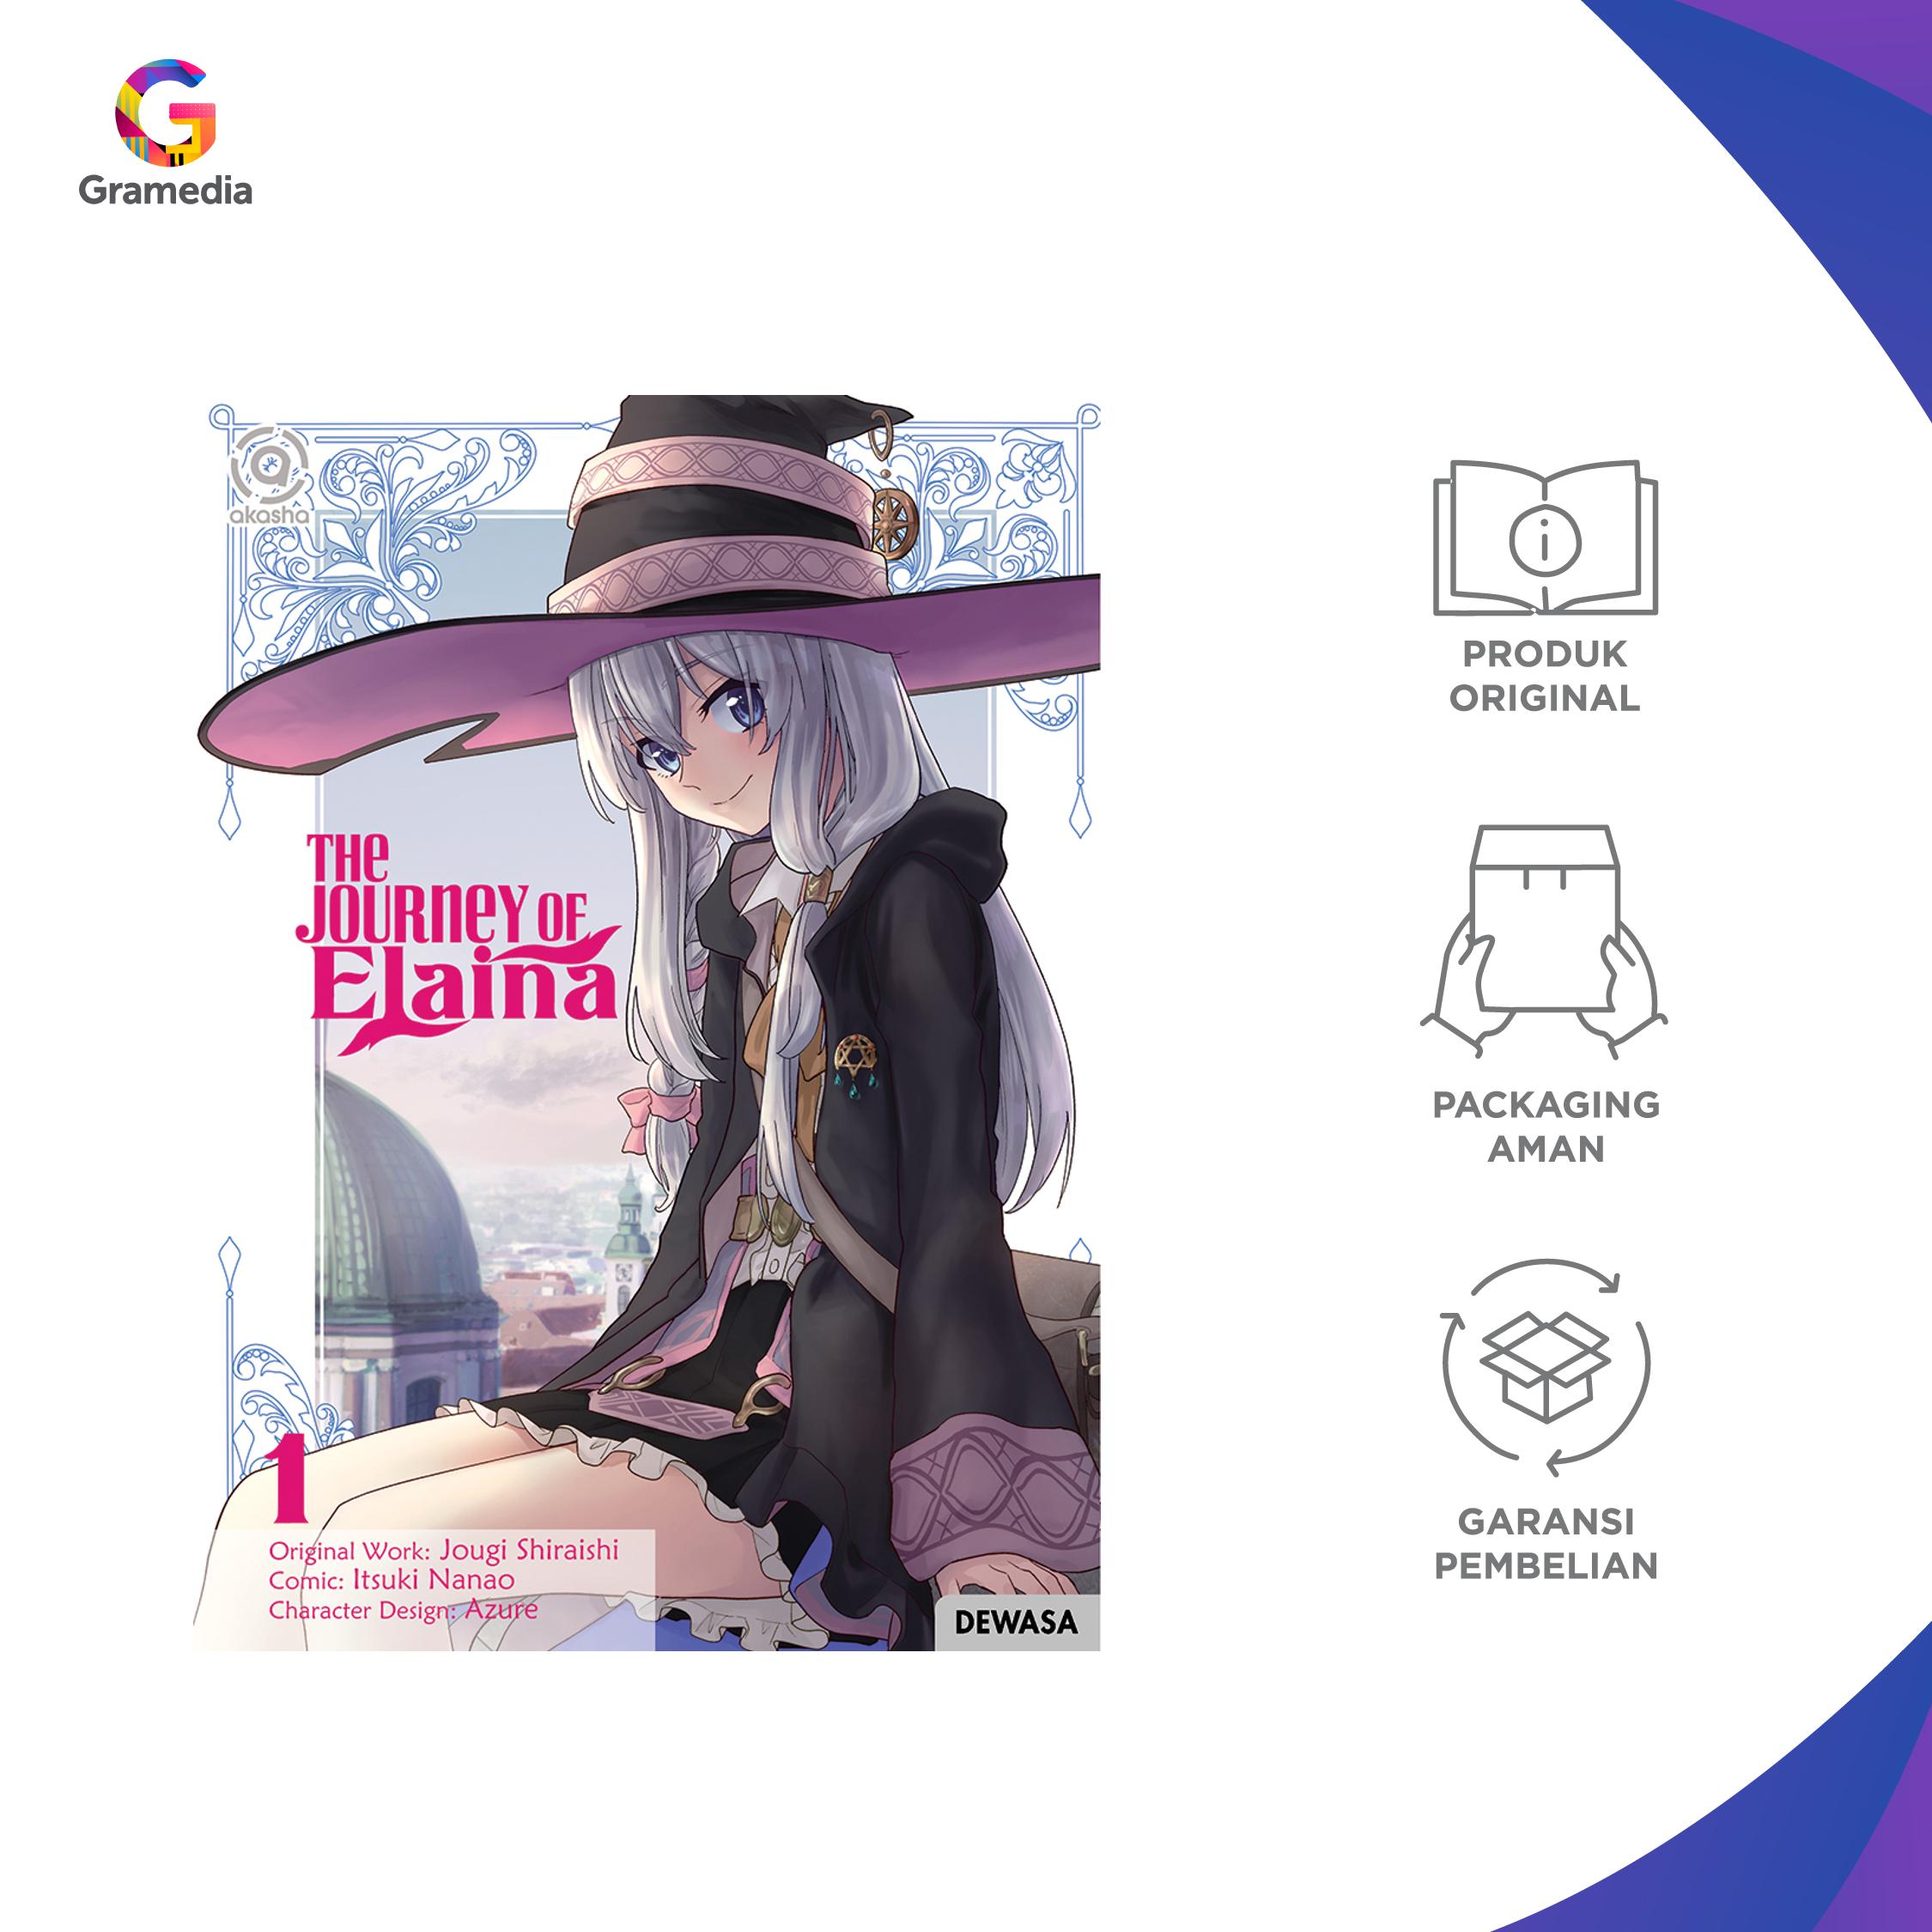 Gramedia
akasha
THE
JOURNEY OF
ELaina
1
Original Work: Jougi Shiraishi
Comic: Itsuki Nanao
Character Design: Azure
DEWASA
PRODUK
ORIGINAL
PACKAGING
AMAN
GARANSI
PEMBELIAN